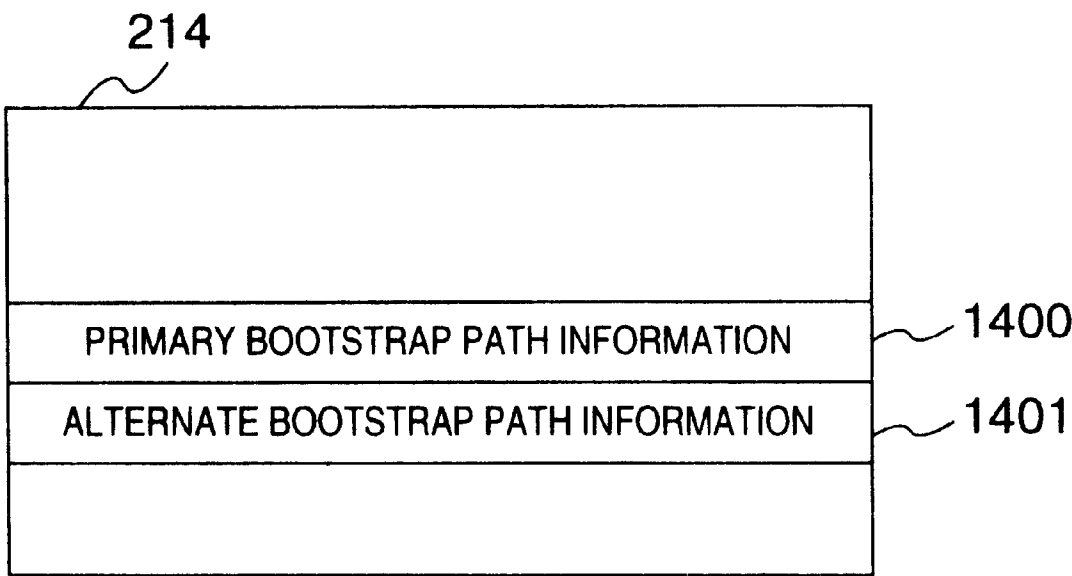 214
PRIMARY BOOTSTRAP PATH INFORMATION
1400
ALTERNATE BOOTSTRAP PATH INFORMATION
1401